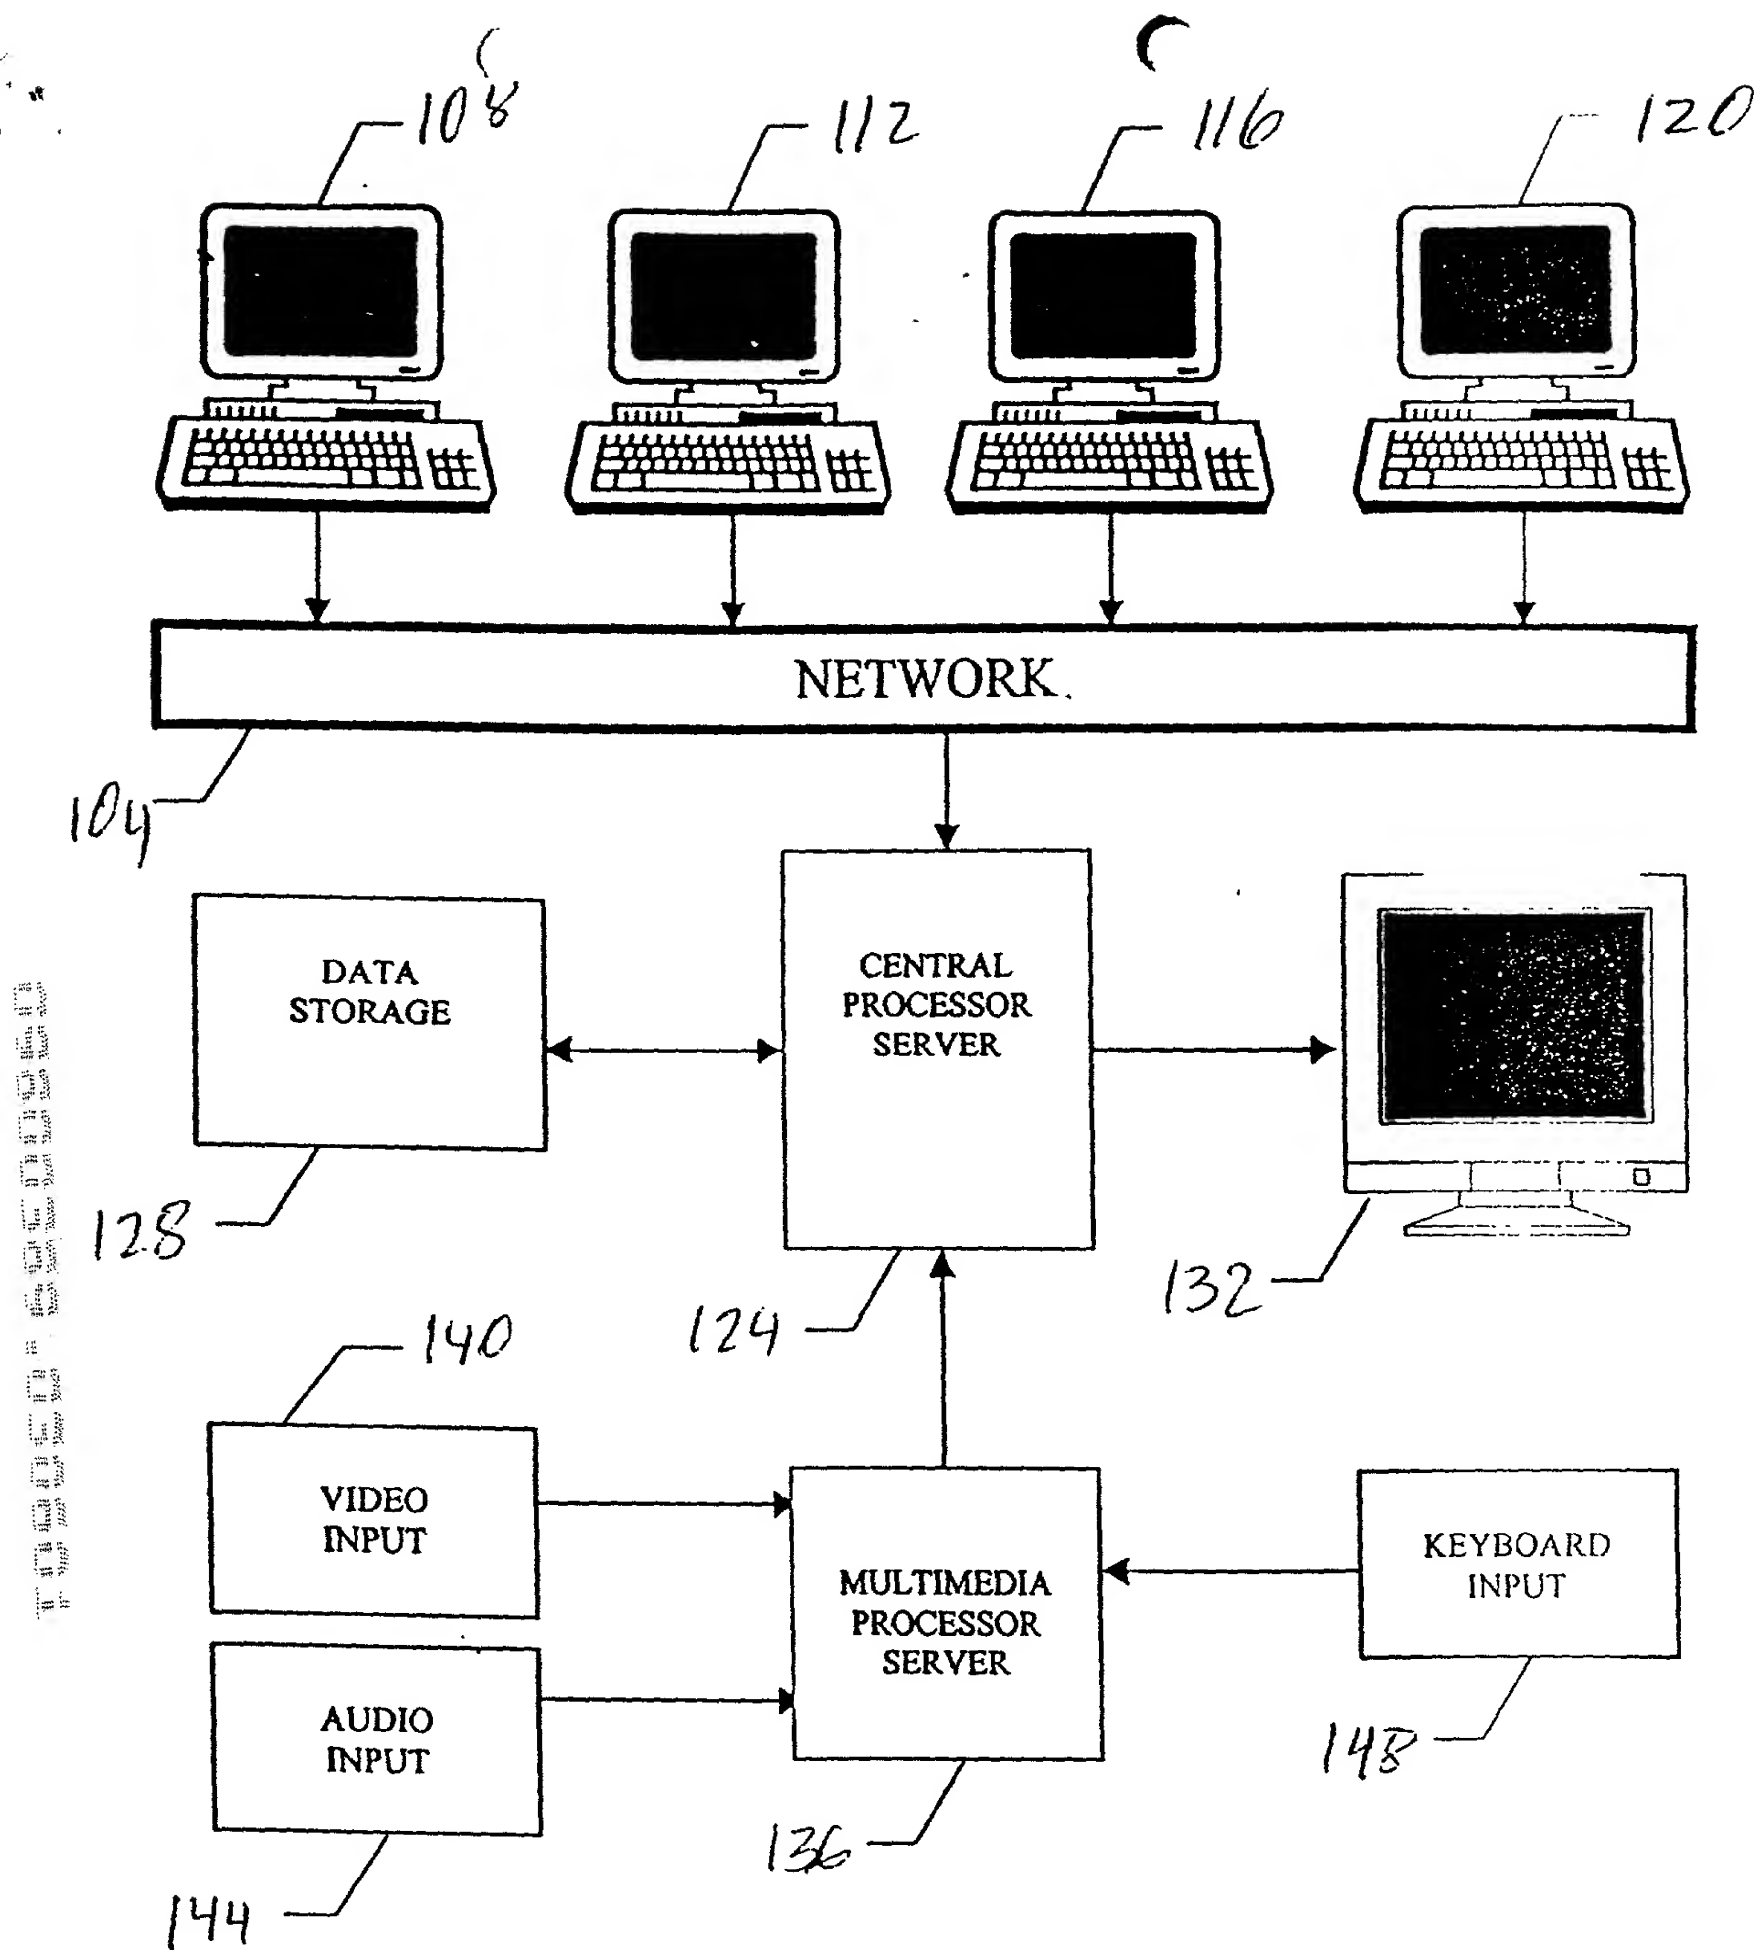 108
112
116
120
NETWORK
104
DATA
STORAGE
CENTRAL
PROCESSOR
SERVER
128
132
124
140
VIDEO
INPUT
MULTIMEDIA
PROCESSOR
SERVER
KEYBOARD
INPUT
AUDIO
INPUT
148
136
144